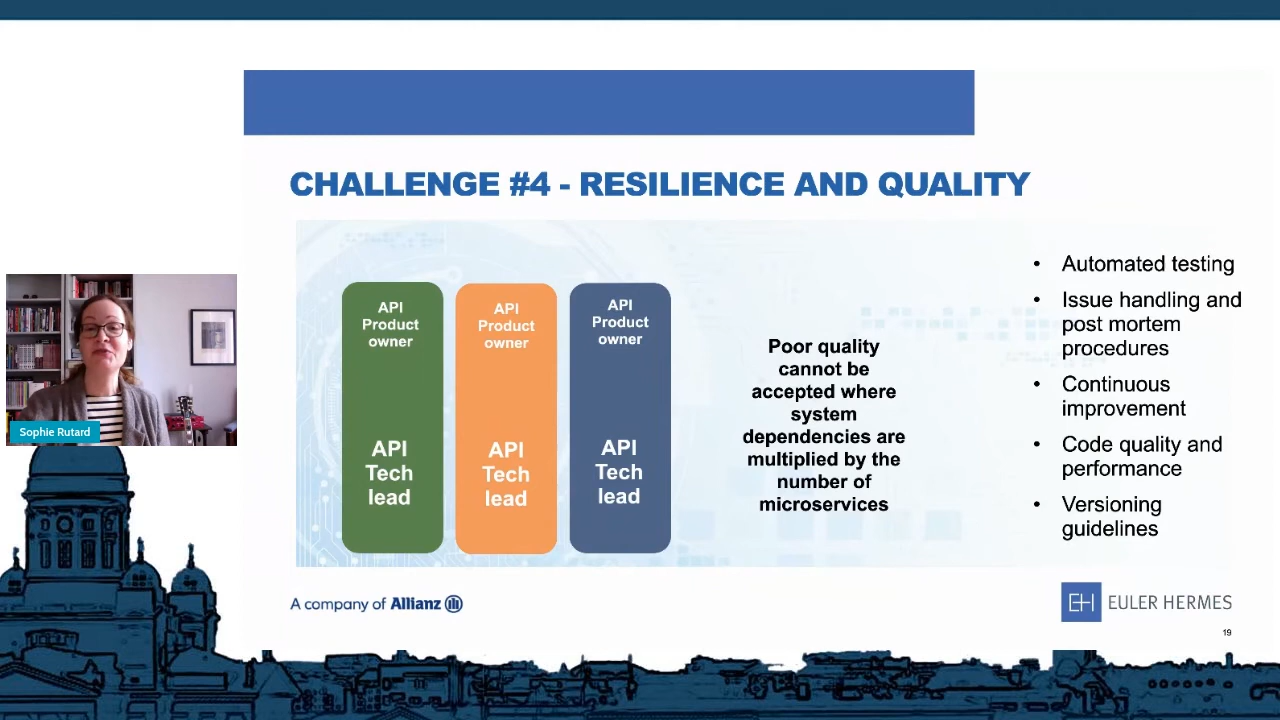 CHALLENGE #4 - RESILIENCE AND QUALITY
API
Product
owner
API
Tech
lead
API
Product
owner
API
Tech
lead
API
Product
owner
API
Tech
lead
Poor quality
cannot be
accepted where
system
dependencies are
multiplied by the
number of
microservices
• Automated testing
• Issue handling and
post mortem
procedures
• Continuous
improvement
• Code quality and
performance
• Versioning
guidelines
Sophie Rutard
A company of Allianz
EH EULER HERMES
19